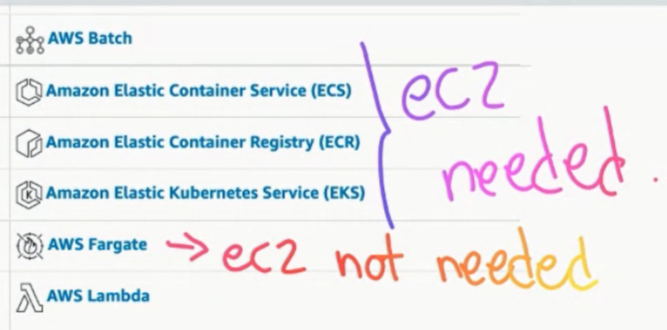 AWS Batch
Amazon Elastic Container Service (ECS)
Amazon Elastic Container Registry (ECR)
Amazon Elastic Kubernetes Service (EKS)
ec2
needed.
AWS Fargate → ec2 not needed
AWS Lambda